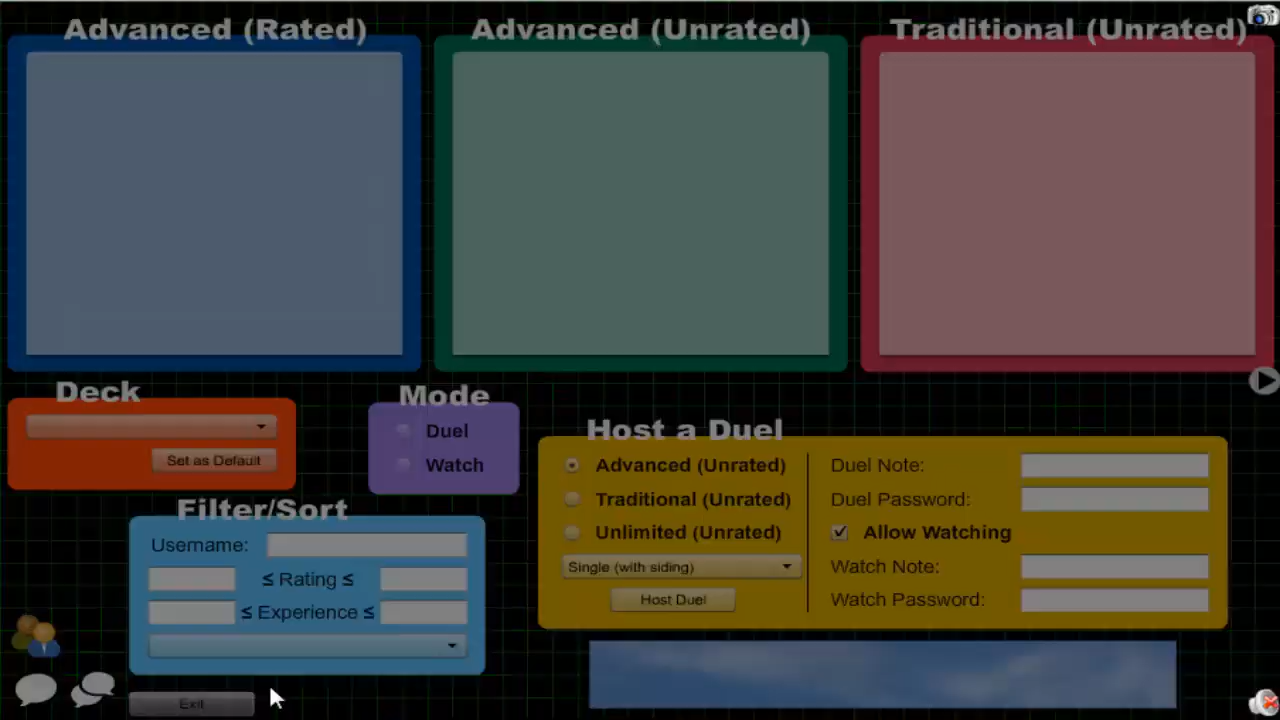 Advanced (Rated)
Advanced (Unrated)
Traditional (Unrated)
Deck
Set as Default
Mode
Duel
Watch
Filter/Sort
Username:
≤ Rating ≤
≤ Experience ≤
Exit
Host a Duel
Advanced (Unrated)
Traditional (Unrated)
Unlimited (Unrated)
Single (with siding)
Host Duel
Duel Note:
Duel Password:
Allow Watching
Watch Note:
Watch Password: